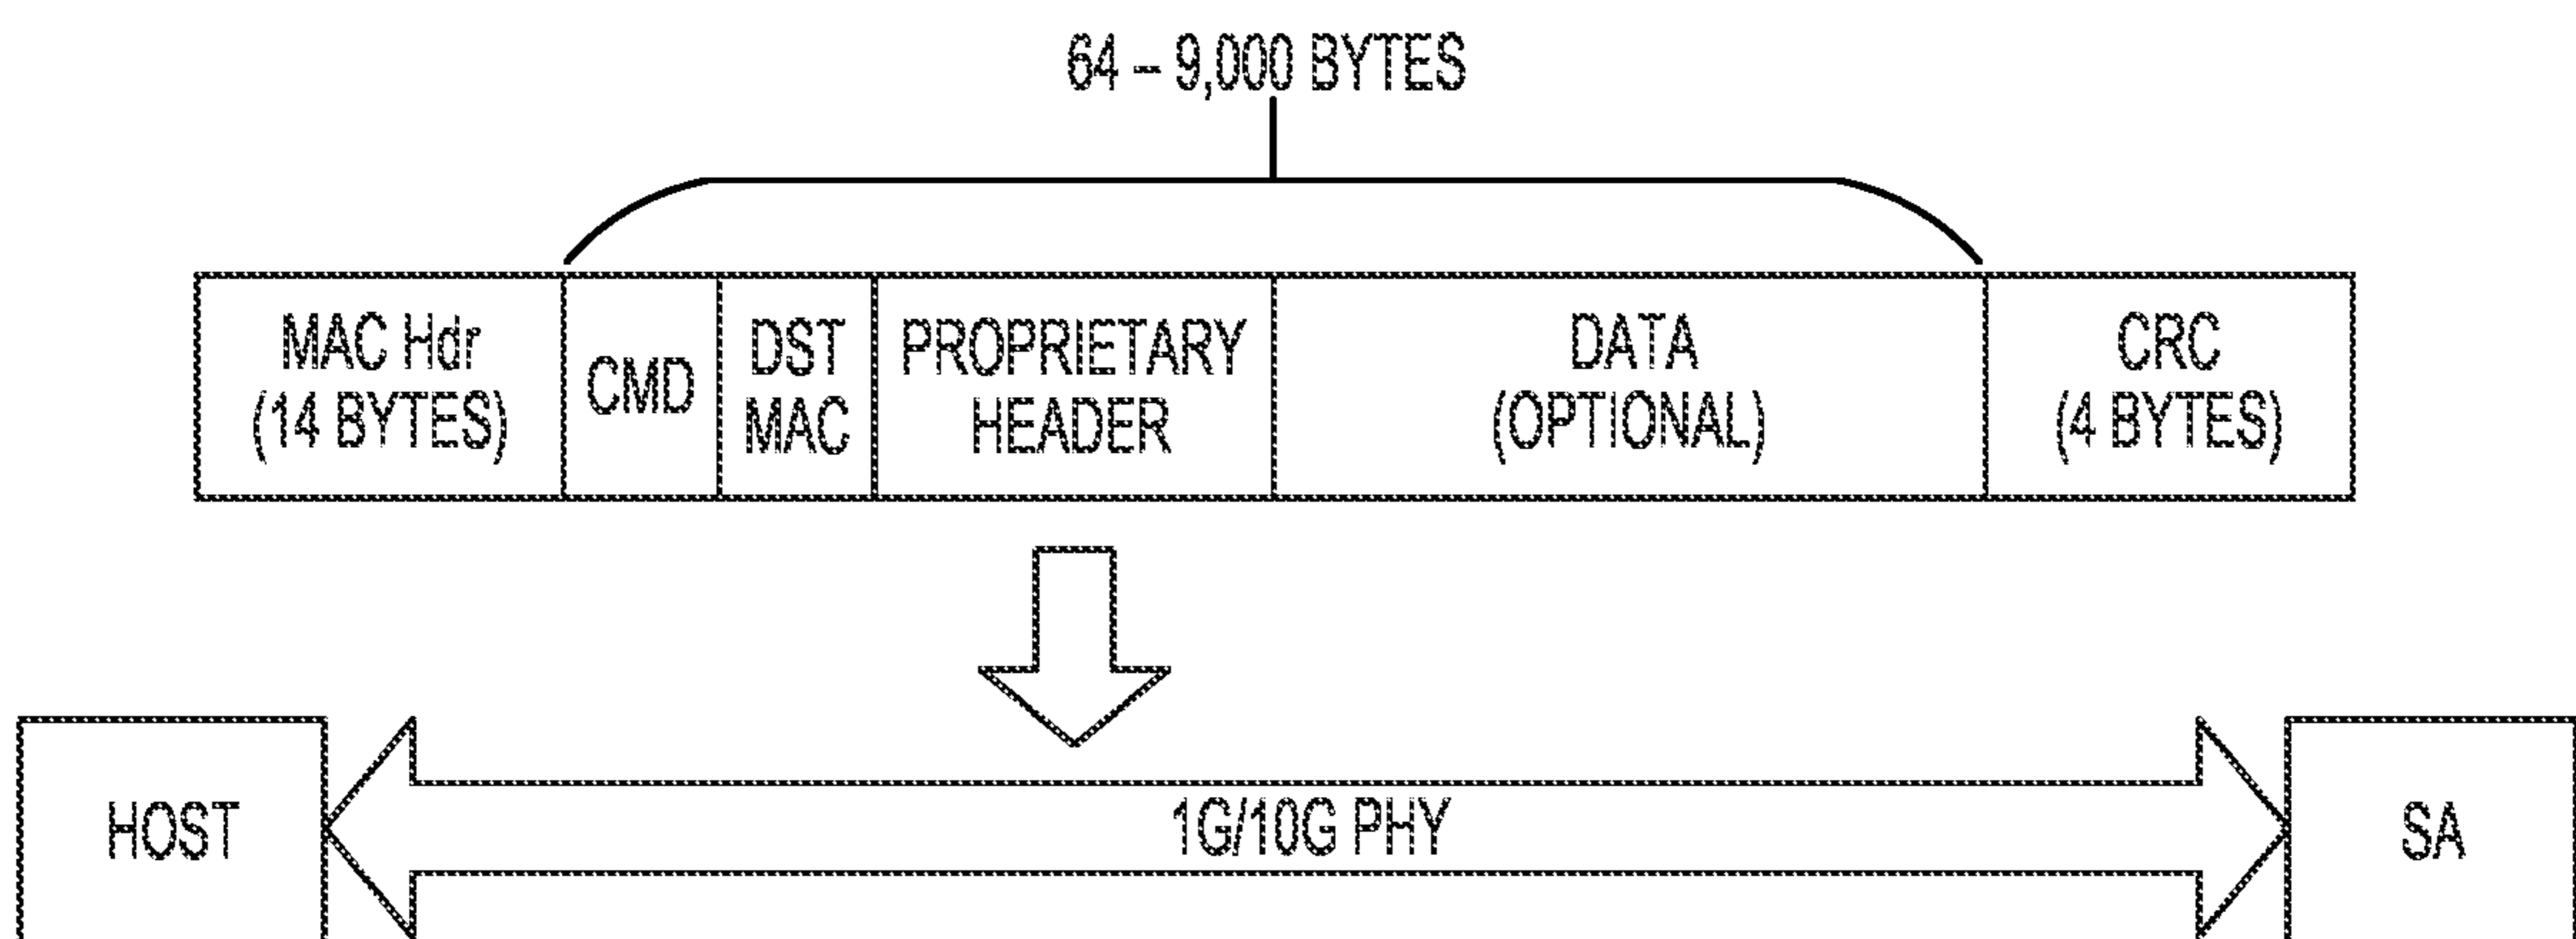 64 – 9,000 BYTES
MAC Hdr
(14 BYTES)
CMD
DST
MAC
PROPRIETARY
HEADER
DATA
(OPTIONAL)
CRC
(4 BYTES)
HOST
1G/10G PHY
SA